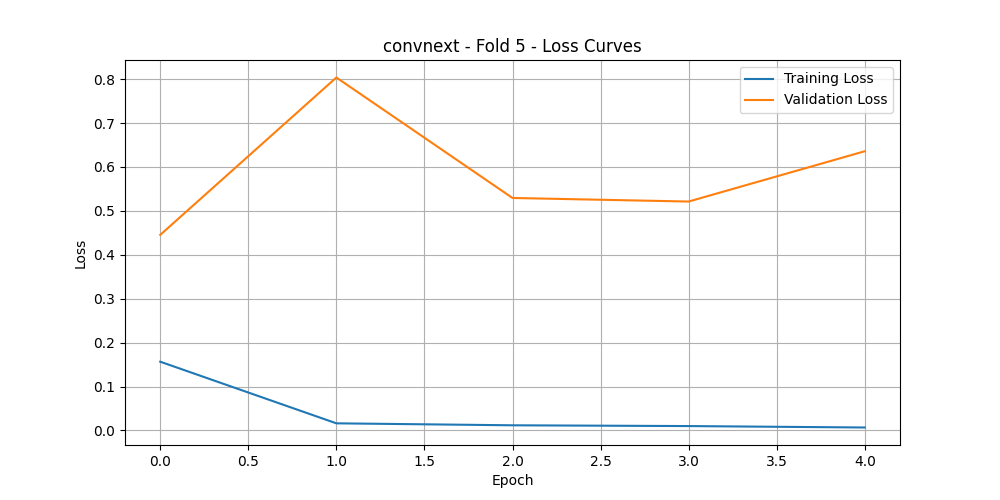 convnext - Fold 5 - Loss Curves
Training Loss
Validation Loss
Loss
0.8
0.7
0.6
0.5
0.4
0.3
0.2
0.1
0.0
0.0 0.5 1.0 1.5 2.0 2.5 3.0 3.5 4.0
Epoch